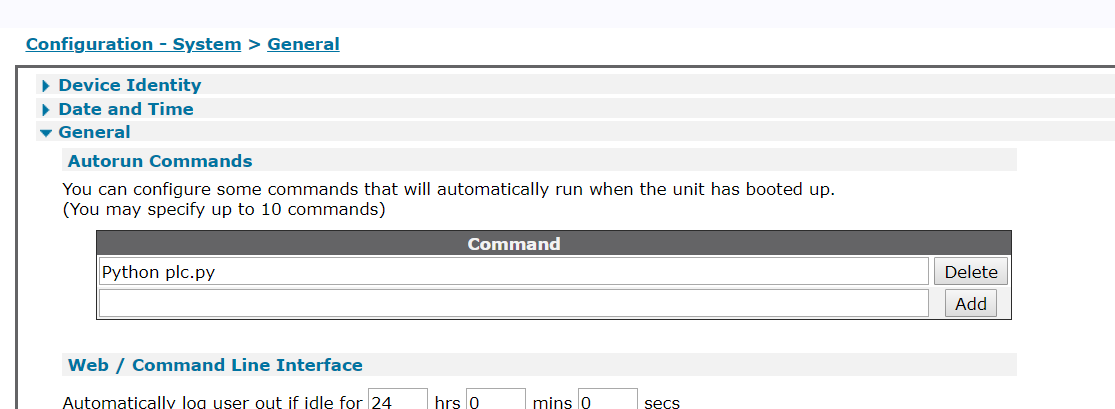 Configuration - System > General
Device Identity
Date and Time
General
Autorun Commands
You can configure some commands that will automatically run when the unit has booted up.
(You may specify up to 10 commands)
Command
Python plc.py Delete
Add
Web / Command Line Interface
Automatically log user out if idle for 24 hrs 0 mins 0 secs